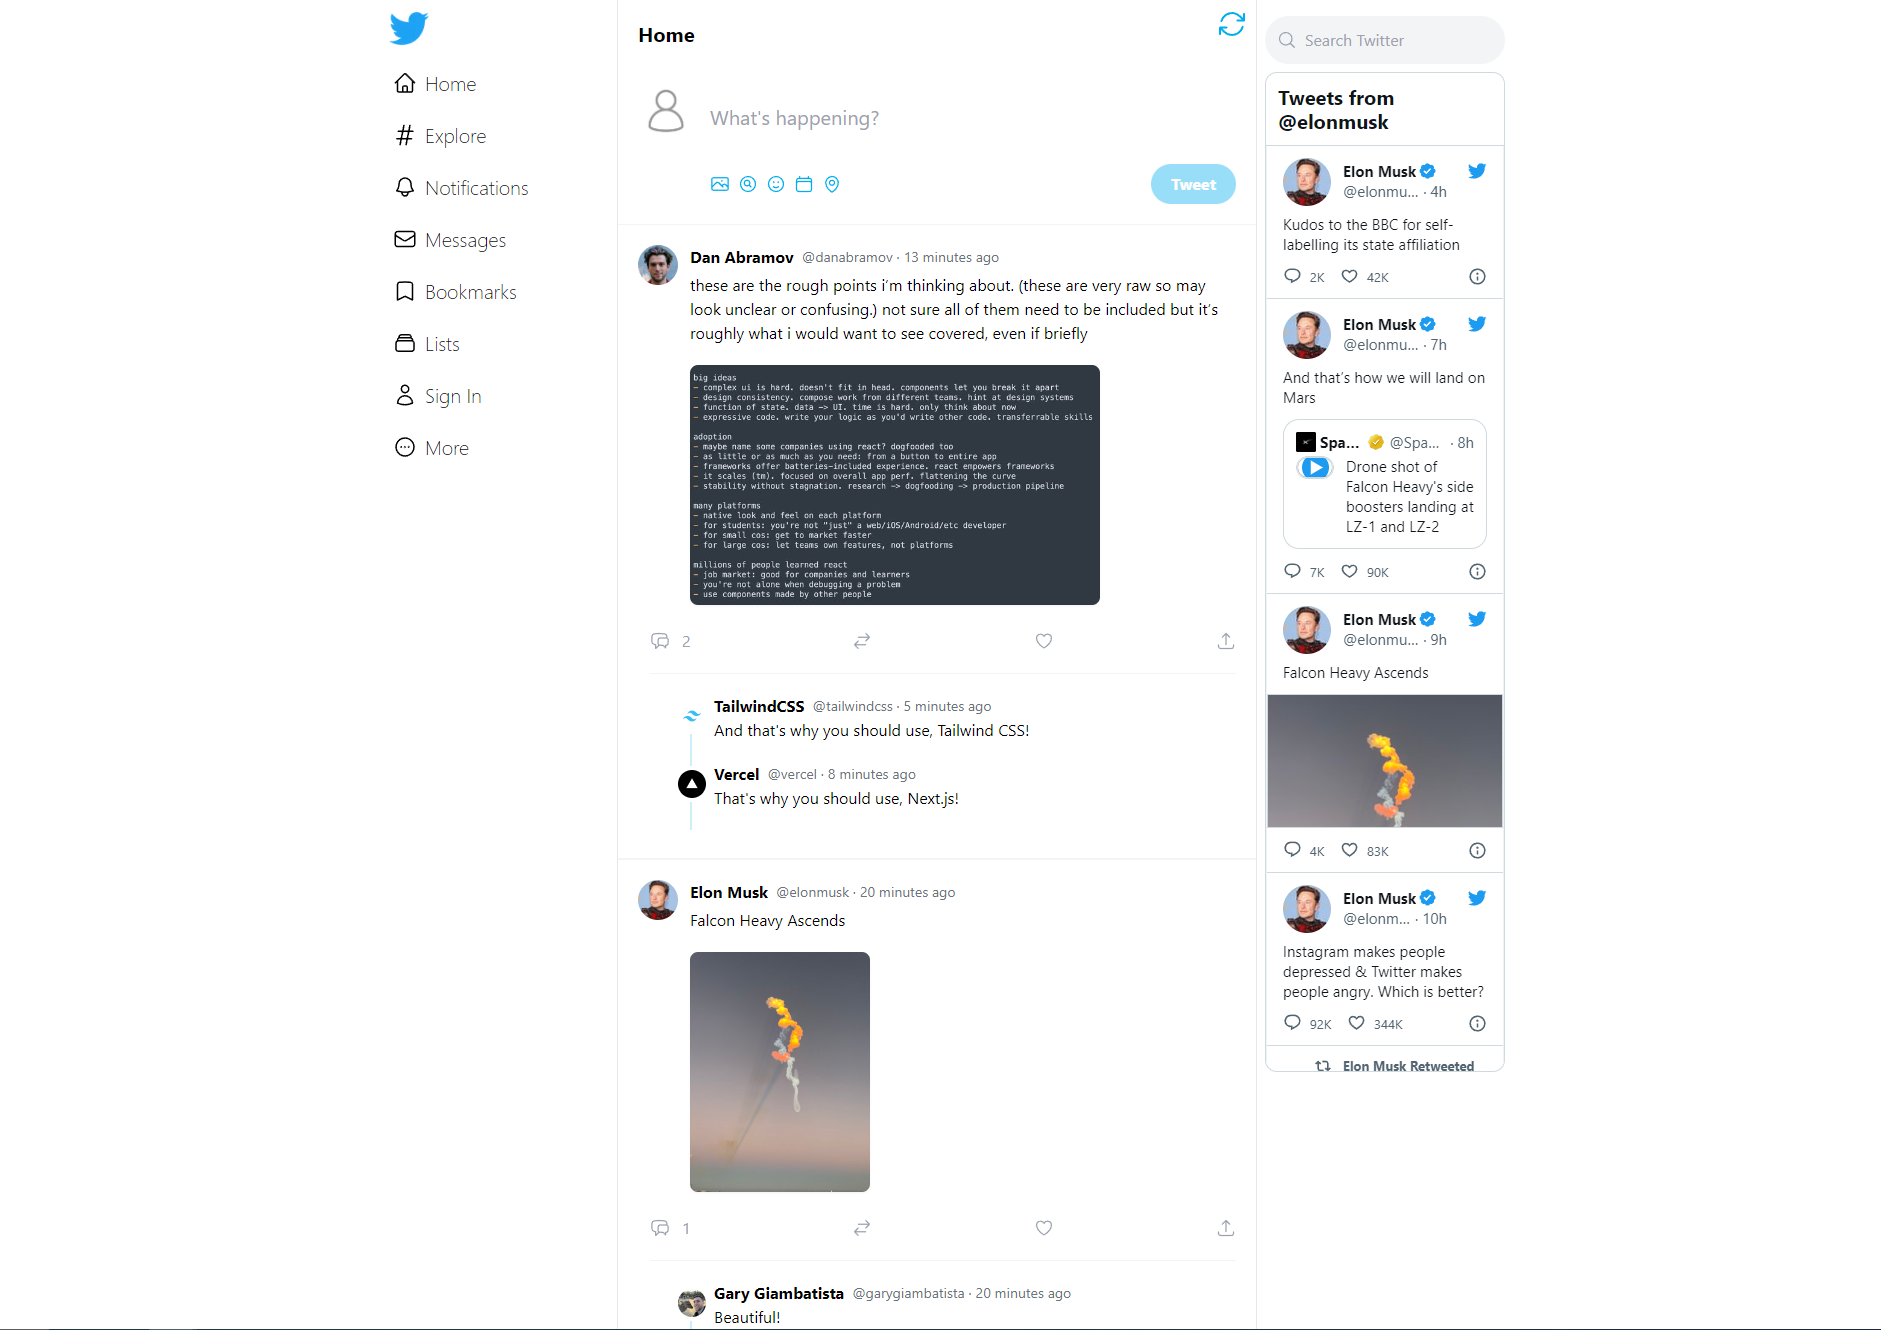 Home
Explore
Notifications
Messages
Bookmarks
Lists
Sign In
More
Home
What's happening?
Tweet
Dan Abramov @danabramov · 13 minutes ago
these are the rough points i'm thinking about. (these are very raw so may
look unclear or confusing.) not sure all of them need to be included but it's
roughly what i would want to see covered, even if briefly
big ideas
- complex ui is hard. doesn't fit in head. components let you break it apart
- design consistency. compose work from different teams. hint at design systems
- function of state. data -> UI. time is hard. only think about now
- expressive code. write your logic as you'd write other code. transferrable skills
adoption
- maybe name some companies using react? dogfooded too
- as little or as much as you need: from a button to entire app
- frameworks offer batteries-included experience. react empowers frameworks
- it scales (tm). focused on overall app perf. flattening the curve
- stability without stagnation. research -> dogfooding -> production pipeline
many platforms
- native look and feel on each platform
- for students: you're not "just" a web/iOS/Android/etc developer
- for small cos: get to market faster
- for large cos: let teams own features, not platforms
millions of people learned react
- job market: good for companies and learners
- you're not alone when debugging a problem
- use components made by other people
2
TailwindCSS @tailwindcss · 5 minutes ago
And that's why you should use, Tailwind CSS!
Vercel @vercel · 8 minutes ago
That's why you should use, Next.js!
Elon Musk @elonmusk · 20 minutes ago
Falcon Heavy Ascends
1
Gary Giambatista @garygiambatista · 20 minutes ago
Beautiful!
Search Twitter
Tweets from
@elonmusk
Elon Musk
@elonmu... · 4h
Kudos to the BBC for self-
labelling its state affiliation
2K 42K
Elon Musk
@elonmu... · 7h
And that's how we will land on
Mars
Spa... @Spa... · 8h
Drone shot of
Falcon Heavy's side
boosters landing at
LZ-1 and LZ-2
7K 90K
Elon Musk
@elonmu... · 9h
Falcon Heavy Ascends
4K 83K
Elon Musk
@elonm... · 10h
Instagram makes people
depressed & Twitter makes
people angry. Which is better?
92K 344K
Elon Musk Retweeted